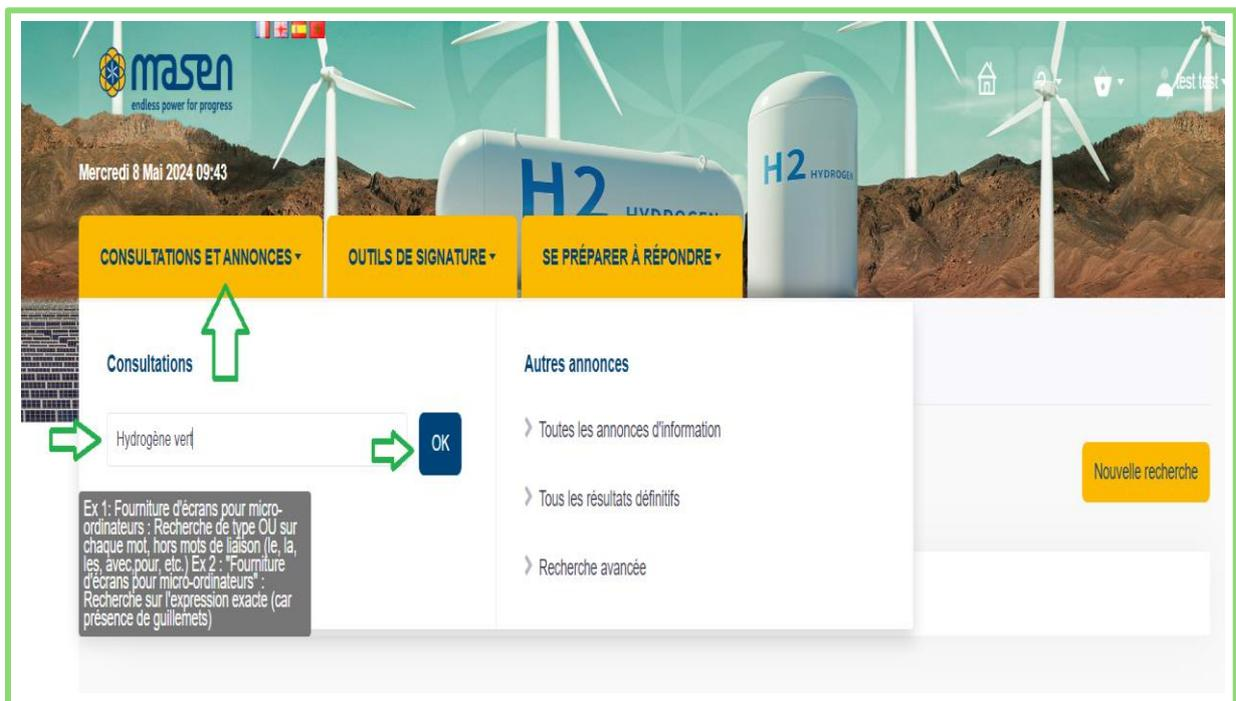 masen
endless power for progress
test test
Mercredi 8 Mai 2024 09:43
H2
HYDROGEN
H2 HYDROGEN
CONSULTATIONS ET ANNONCES
OUTILS DE SIGNATURE
SE PRÉPARER À RÉPONDRE
Consultations
Hydrogène vert
OK
Ex 1: Fourniture d'écrans pour micro-
ordinateurs : Recherche de type OU sur
chaque mot, hors mots de liaison (le, la,
les, avec,pour, etc.) Ex 2 : "Fourniture
d'écrans pour micro-ordinateurs" :
Recherche sur l'expression exacte (car
présence de guillemets)
Autres annonces
Toutes les annonces d'information
Tous les résultats définitifs
Recherche avancée
Nouvelle recherche